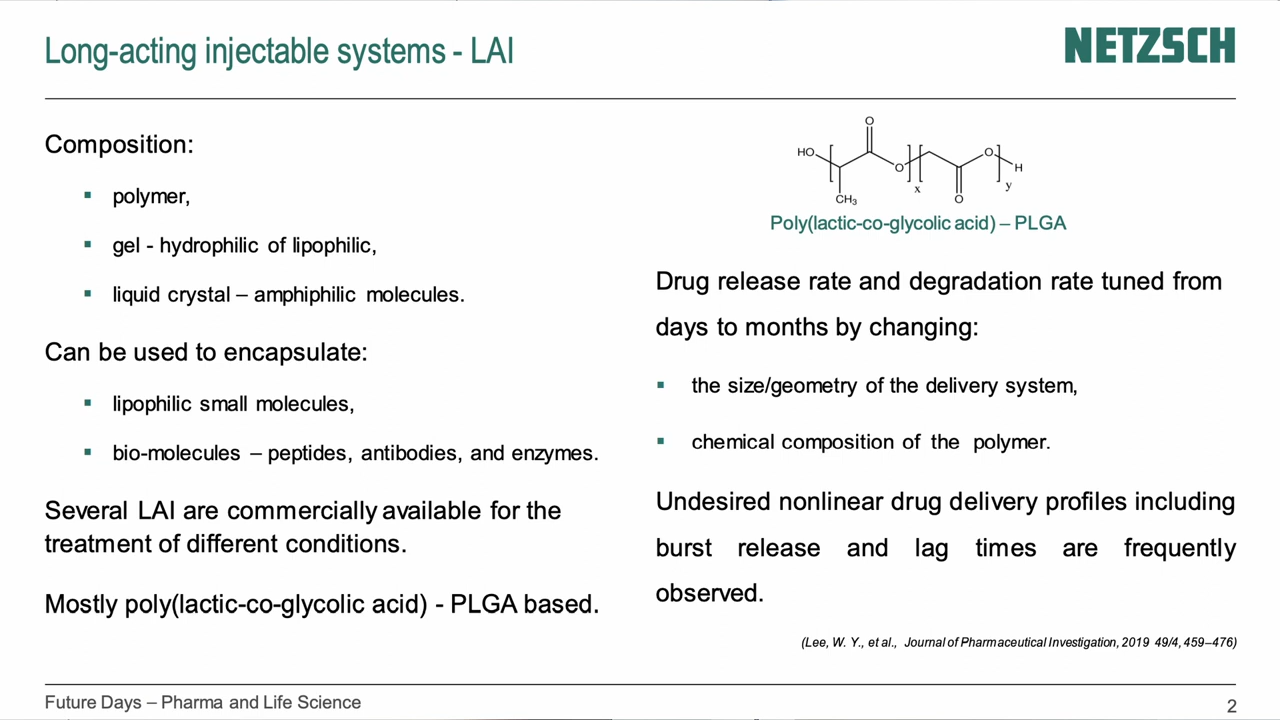 Long-acting injectable systems - LAI
NETZSCH
Composition:
▪ polymer,
▪ gel - hydrophilic of lipophilic,
▪ liquid crystal – amphiphilic molecules.
Can be used to encapsulate:
▪ lipophilic small molecules,
▪ bio-molecules – peptides, antibodies, and enzymes.
Several LAI are commercially available for the
treatment of different conditions.
Mostly poly(lactic-co-glycolic acid) - PLGA based.
O
HO
O
x
CH₃
O
O
H
y
Poly(lactic-co-glycolic acid) – PLGA
Drug release rate and degradation rate tuned from
days to months by changing:
▪ the size/geometry of the delivery system,
▪ chemical composition of the polymer.
Undesired nonlinear drug delivery profiles including
burst release and lag times are frequently
observed.
(Lee, W. Y., et al., Journal of Pharmaceutical Investigation, 2019 49/4, 459–476)
Future Days – Pharma and Life Science
2